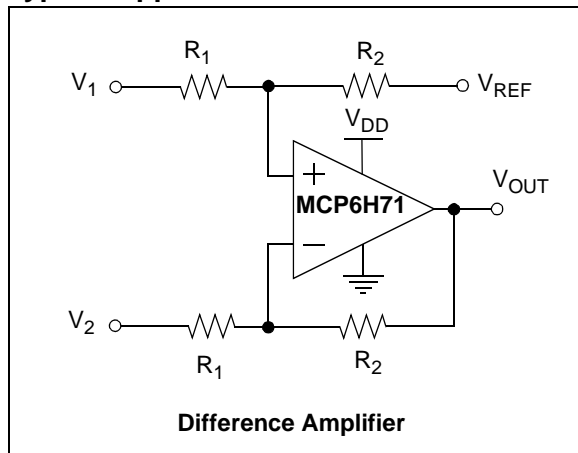 R1
R2
V1
VREF
VDD
VOUT
+
MCP6H71
−
V2
R1
R2
Difference Amplifier